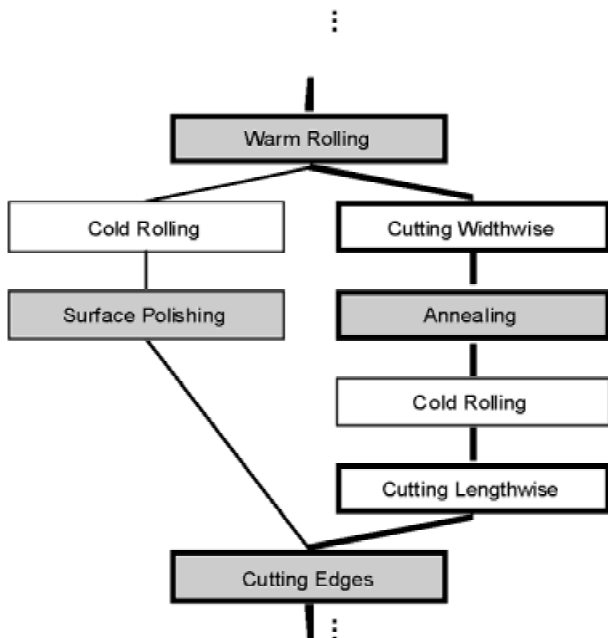 Warm Rolling
Cold Rolling
Cutting Widthwise
Surface Polishing
Annealing
Cold Rolling
Cutting Lengthwise
Cutting Edges